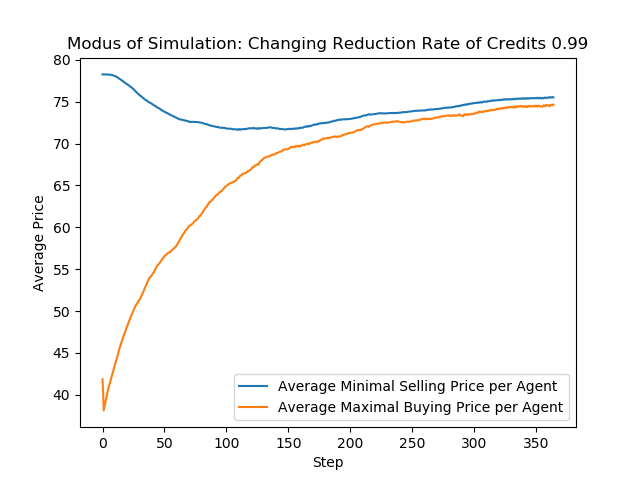 Modus of Simulation: Changing Reduction Rate of Credits 0.99
80
75
70
65
60
55
50
45
40
Average Price
Average Minimal Selling Price per Agent
Average Maximal Buying Price per Agent
0 50 100 150 200 250 300 350
Step